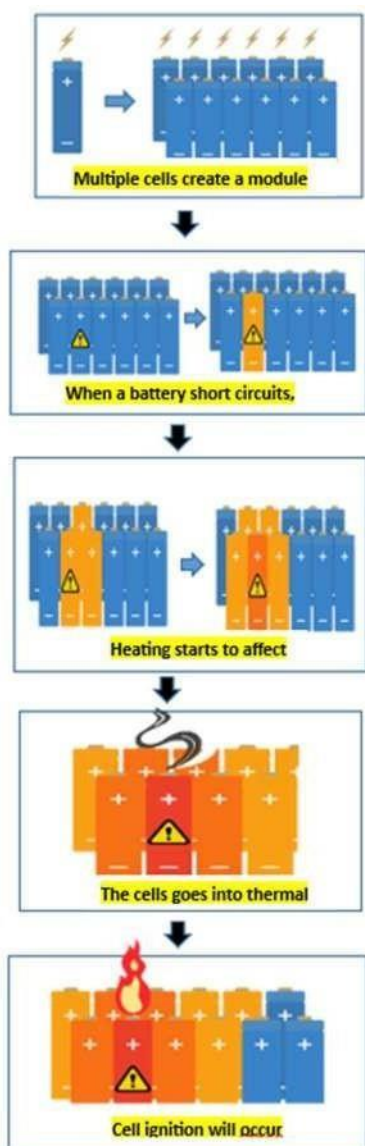 Multiple cells create a module
When a battery short circuits,
Heating starts to affect
The cells goes into thermal
Cell ignition will occur